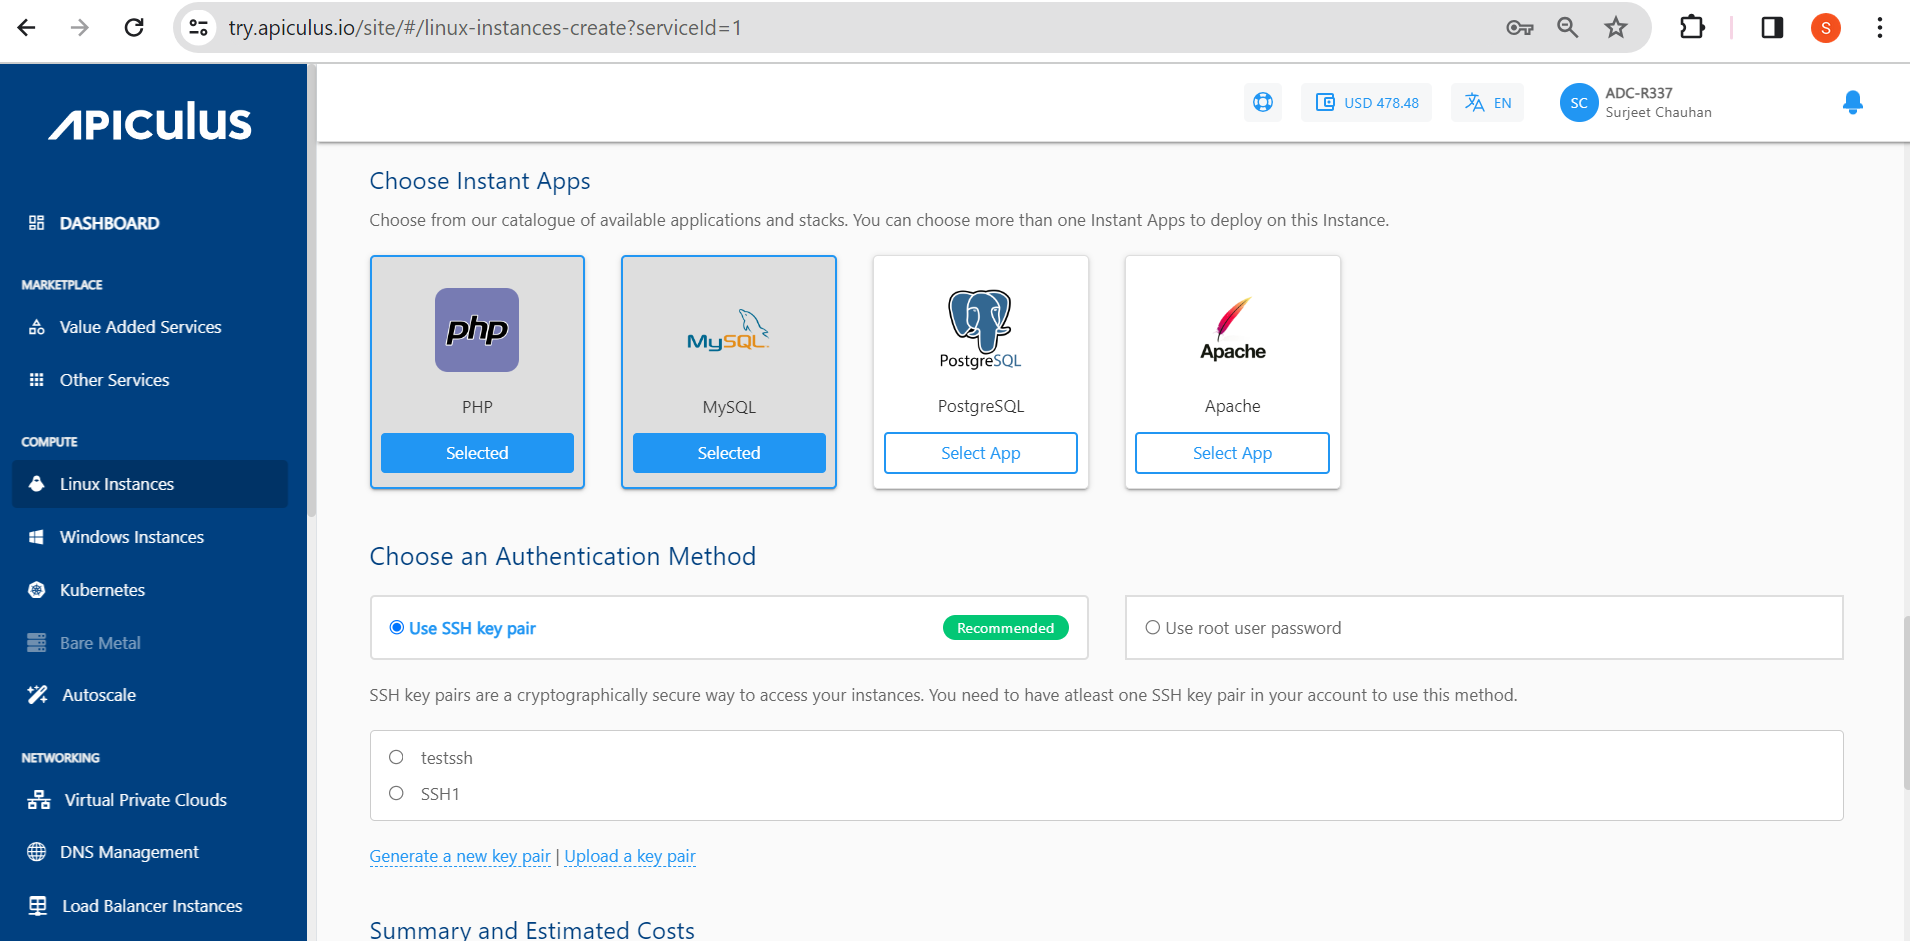 try.apiculus.io/site/#/linux-instances-create?serviceId=1
S
APICULUS
USD 478.48
EN
SC
ADC-R337
Surjeet Chauhan
DASHBOARD
MARKETPLACE
Value Added Services
Other Services
COMPUTE
Linux Instances
Windows Instances
Kubernetes
Bare Metal
Autoscale
NETWORKING
Virtual Private Clouds
DNS Management
Load Balancer Instances
Choose Instant Apps
Choose from our catalogue of available applications and stacks. You can choose more than one Instant Apps to deploy on this Instance.
php
PHP
Selected
MySQL
MySQL
Selected
PostgreSQL
PostgreSQL
Select App
Apache
Apache
Select App
Choose an Authentication Method
Use SSH key pair
Recommended
Use root user password
SSH key pairs are a cryptographically secure way to access your instances. You need to have atleast one SSH key pair in your account to use this method.
testssh
SSH1
Generate a new key pair | Upload a key pair
Summary and Estimated Costs